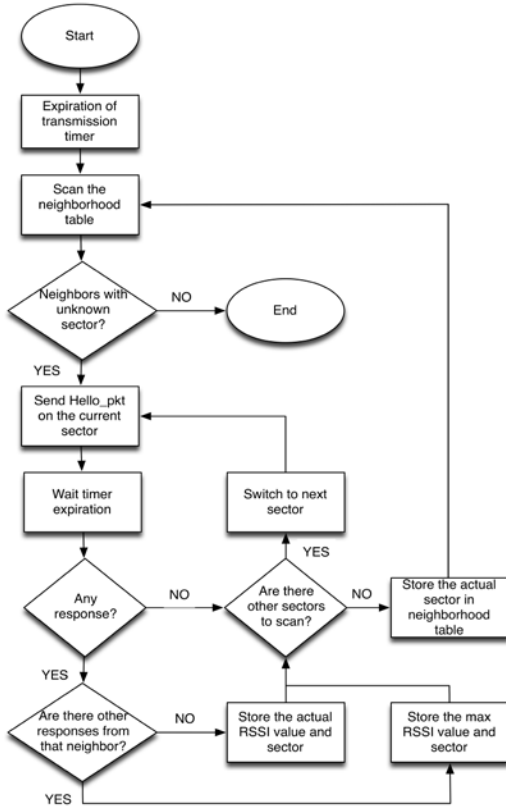 Start
Expiration of
transmission
timer
Scan the
neighborhood
table
Neighbors with
unknown
sector?
NO
End
YES
Send Hello_pkt
on the current
sector
Wait timer
expiration
Switch to next
sector
YES
Any
response?
NO
Are there
other sectors
to scan?
NO
Store the actual
sector in
neighborhood
table
YES
Are there other
responses from
that neighbor?
NO
Store the actual
RSSI value and
sector
Store the max
RSSI value and
sector
YES